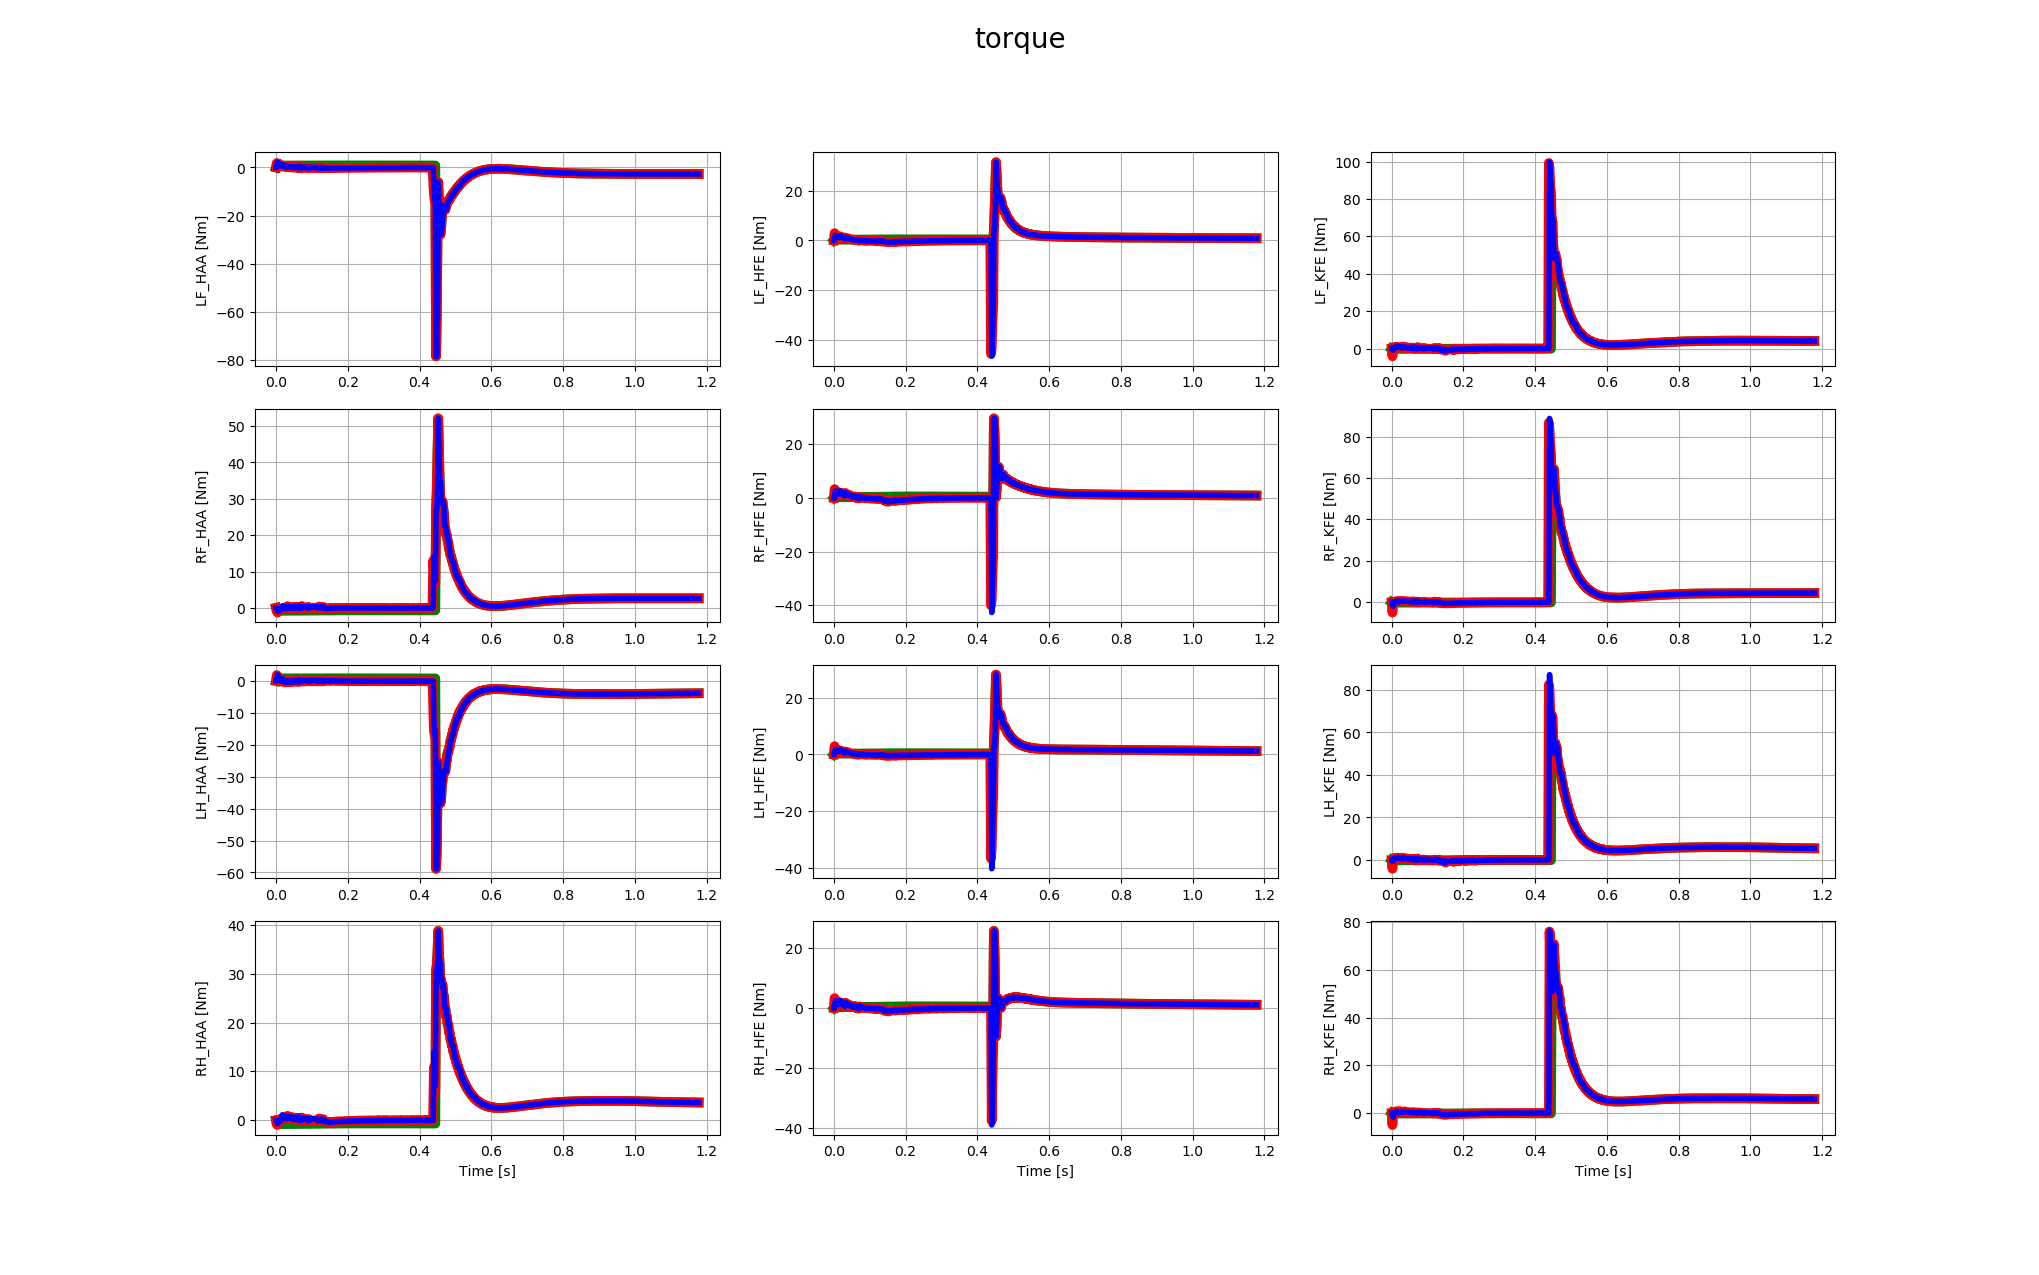 torque
LF_HAA [Nm]
0
−20
−40
−60
−80
0.0 0.2 0.4 0.6 0.8 1.0 1.2
LF_HFE [Nm]
20
0
−20
−40
0.0 0.2 0.4 0.6 0.8 1.0 1.2
LF_KFE [Nm]
100
80
60
40
20
0
0.0 0.2 0.4 0.6 0.8 1.0 1.2
RF_HAA [Nm]
50
40
30
20
10
0
0.0 0.2 0.4 0.6 0.8 1.0 1.2
RF_HFE [Nm]
20
0
−20
−40
0.0 0.2 0.4 0.6 0.8 1.0 1.2
RF_KFE [Nm]
80
60
40
20
0
0.0 0.2 0.4 0.6 0.8 1.0 1.2
LH_HAA [Nm]
0
−10
−20
−30
−40
−50
−60
0.0 0.2 0.4 0.6 0.8 1.0 1.2
LH_HFE [Nm]
20
0
−20
−40
0.0 0.2 0.4 0.6 0.8 1.0 1.2
LH_KFE [Nm]
80
60
40
20
0
0.0 0.2 0.4 0.6 0.8 1.0 1.2
RH_HAA [Nm]
40
30
20
10
0
0.0 0.2 0.4 0.6 0.8 1.0 1.2
Time [s]
RH_HFE [Nm]
20
0
−20
−40
0.0 0.2 0.4 0.6 0.8 1.0 1.2
Time [s]
RH_KFE [Nm]
80
60
40
20
0
0.0 0.2 0.4 0.6 0.8 1.0 1.2
Time [s]